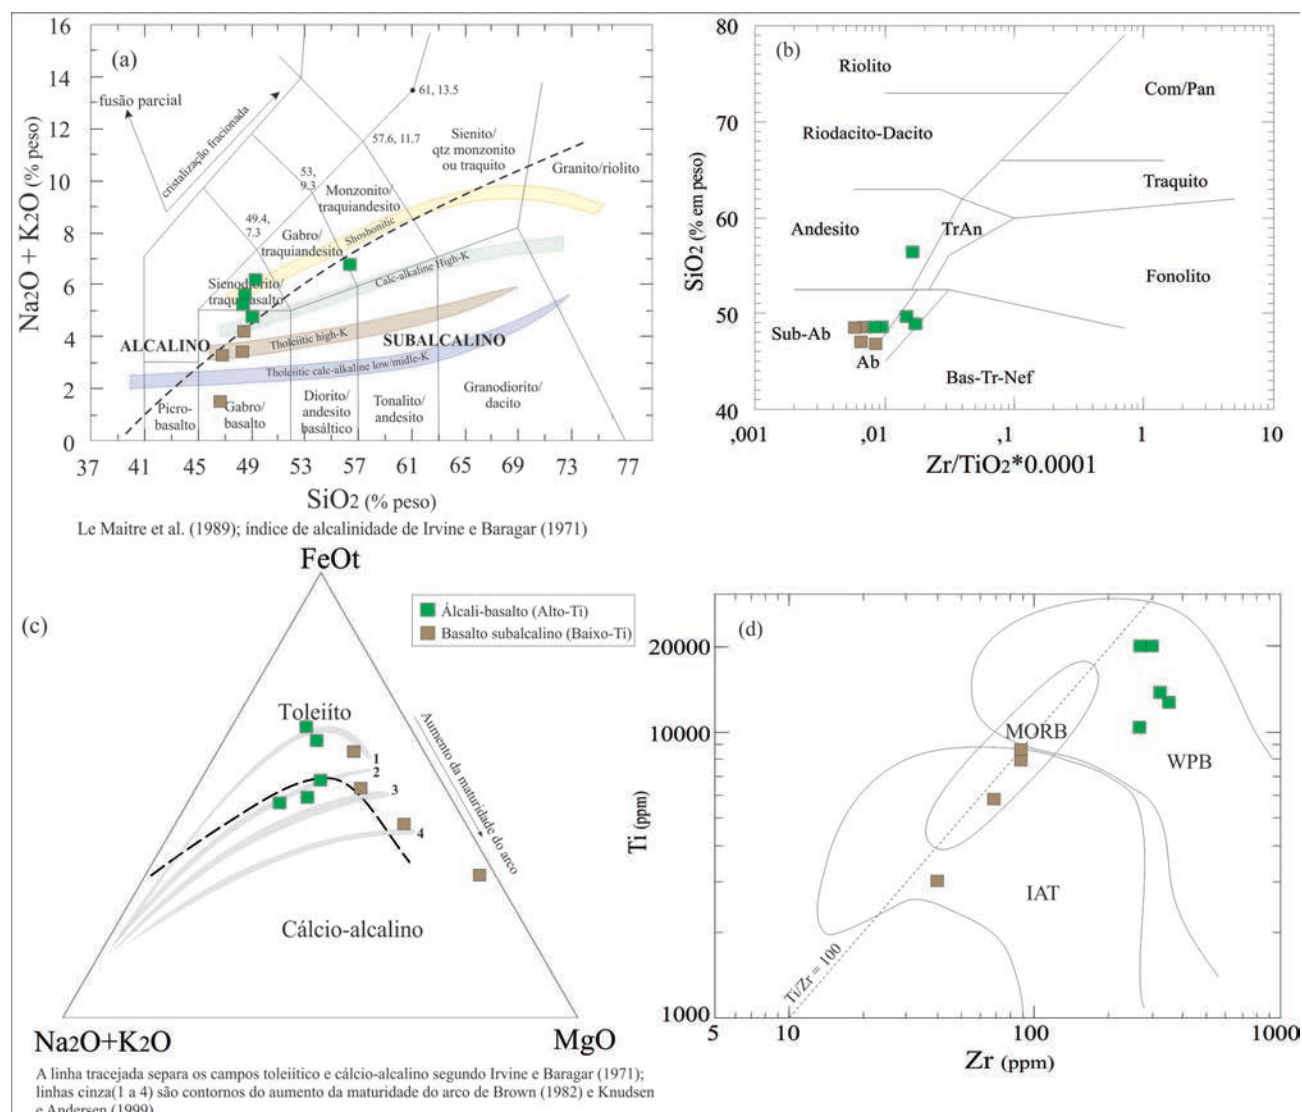 (a)
Na2O + K2O (% peso)
16
14
12
10
8
6
4
2
0
37
41
45
49
53
57
61
65
69
73
77
SiO2 (% peso)
fusão parcial
cristalização fracionada
61, 13.5
57.6, 11.7
53,
9.3
49.4,
7.3
Sienito/
qtz monzonito
ou traquito
Granito/riolito
Monzonito/
traquiandesito
Shoshonitic
Gabro/
traquiandesito
Calc-alkaline High-K
Sienodiorito/
traquibasalto
ALCALINO
SUBALCALINO
Tholeiitic high-K
Tholeiitic calc-alkaline low/midle-K
Picro-
basalto
Gabro/
basalto
Diorito/
andesito
basáltico
Tonalito/
andesito
Granodiorito/
dacito
Le Maitre et al. (1989); índice de alcalinidade de Irvine e Baragar (1971)
(b)
SiO2 (% em peso)
80
70
60
50
40
,001
,01
,1
1
10
Zr/TiO2*0.0001
Riolito
Com/Pan
Riodacito-Dacito
Traquito
Andesito
TrAn
Fonolito
Sub-Ab
Ab
Bas-Tr-Nef
(c)
FeOt
Álcali-basalto (Alto-Ti)
Basalto subalcalino (Baixo-Ti)
Toleiíto
1
2
3
4
Aumento da maturidade do arco
Cálcio-alcalino
Na2O+K2O
MgO
A linha tracejada separa os campos toleiítico e cálcio-alcalino segundo Irvine e Baragar (1971);
linhas cinza(1 a 4) são contornos do aumento da maturidade do arco de Brown (1982) e Knudsen
e Andersen (1999)
(d)
Ti (ppm)
20000
10000
1000
5
10
100
1000
Zr (ppm)
MORB
WPB
IAT
Ti/Zr = 100